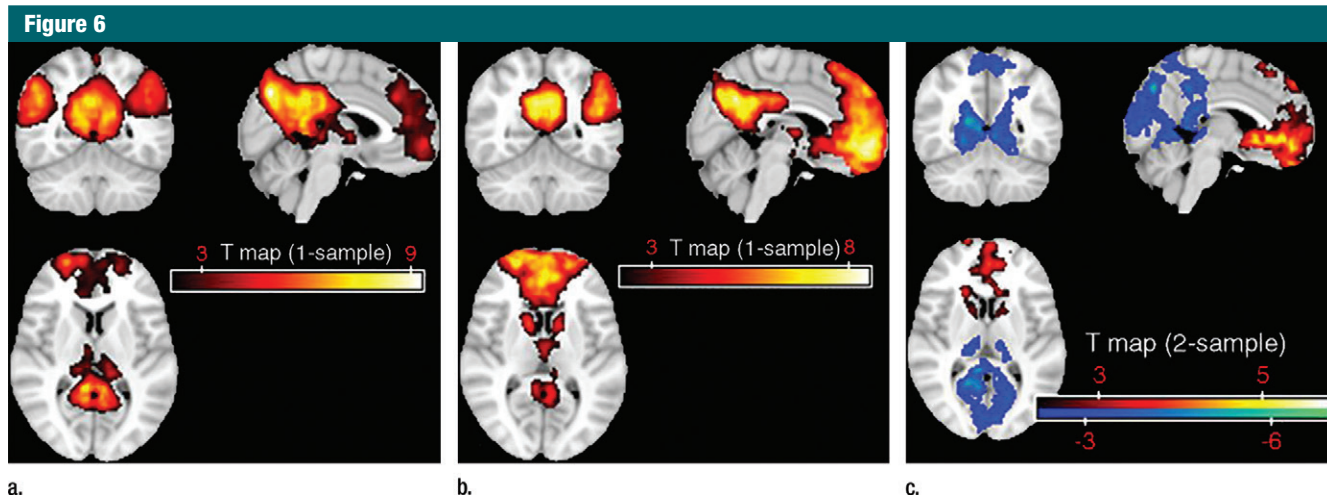 Figure 6
3 T map (1-sample) 9
3 T map (1-sample) 8
T map (2-sample)
3 5
-3 -6
a. b. c.